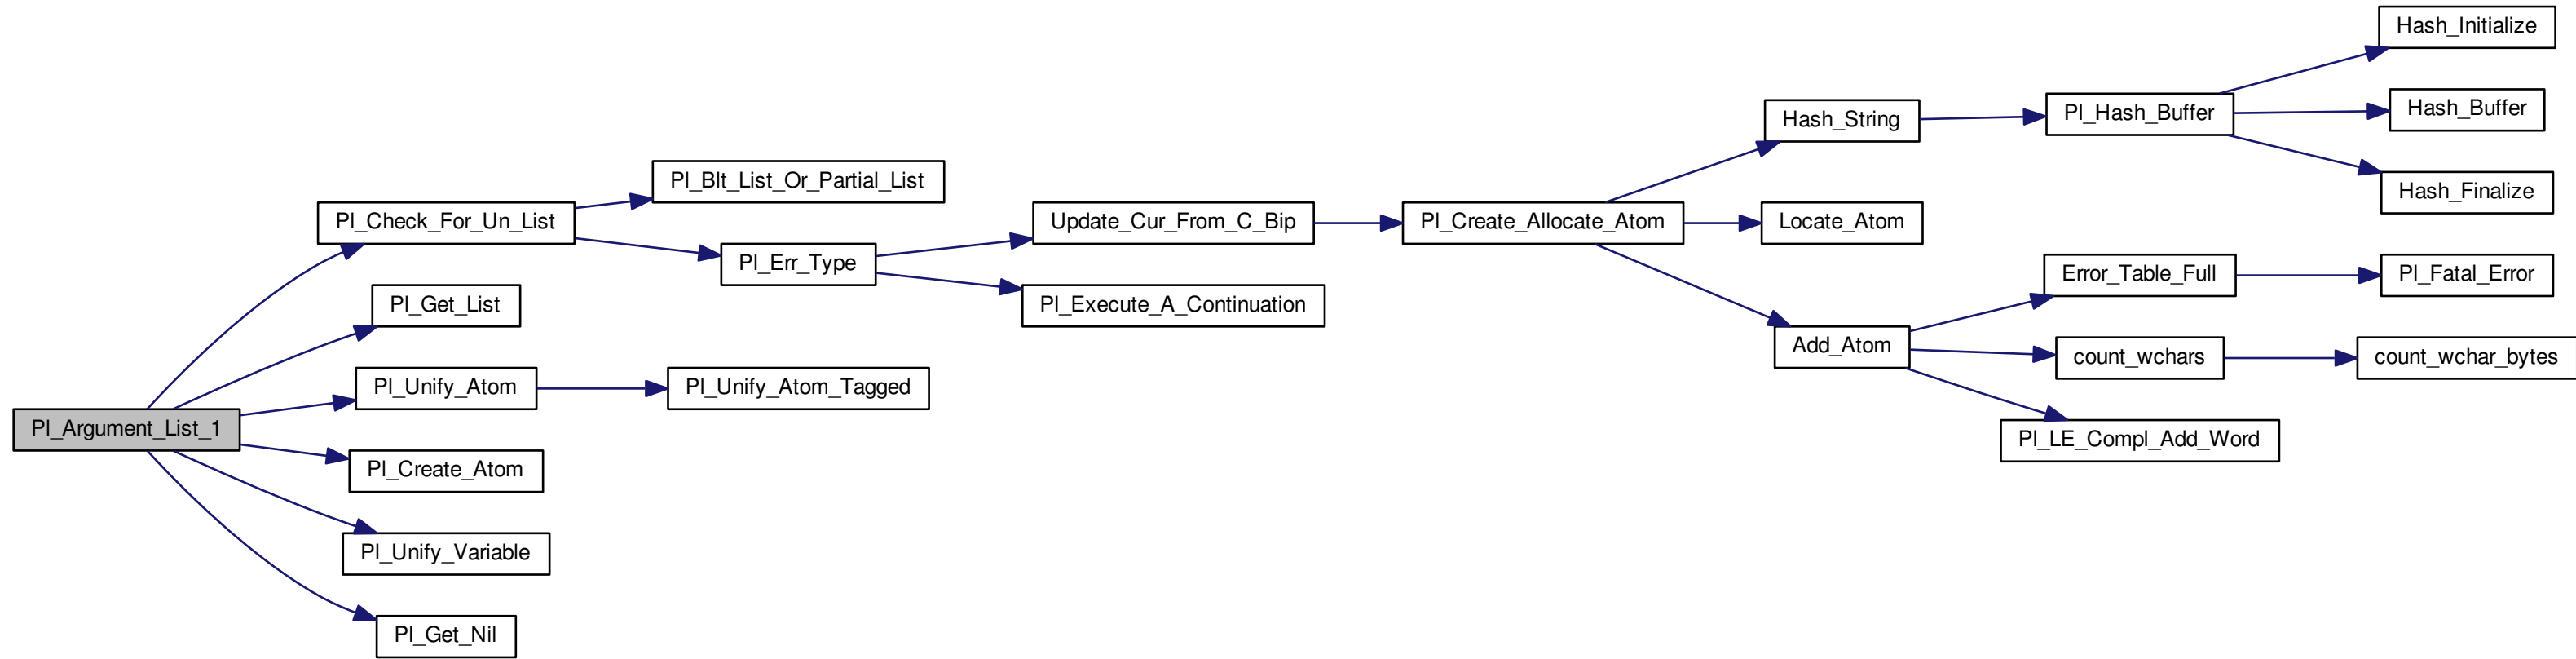 Pl_Argument_List_1
Pl_Check_For_Un_List
Pl_Blt_List_Or_Partial_List
Pl_Err_Type
Update_Cur_From_C_Bip
Pl_Create_Allocate_Atom
Hash_String
Pl_Hash_Buffer
Hash_Initialize
Hash_Buffer
Hash_Finalize
Locate_Atom
Add_Atom
Error_Table_Full
Pl_Fatal_Error
count_wchars
count_wchar_bytes
Pl_LE_Compl_Add_Word
Pl_Execute_A_Continuation
Pl_Get_List
Pl_Unify_Atom
Pl_Unify_Atom_Tagged
Pl_Create_Atom
Pl_Unify_Variable
Pl_Get_Nil